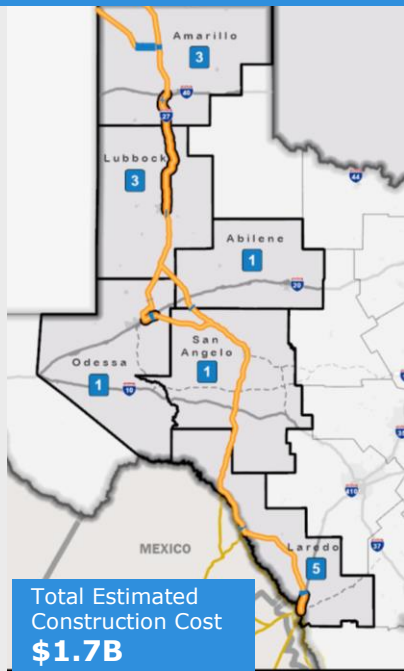 Amarillo
3
40
27
Lubbock
3
44
Abilene
1
20
San
Angelo
1
Odessa
1
10
410
37
MEXICO
Laredo
5
Total Estimated
Construction Cost
$1.7B